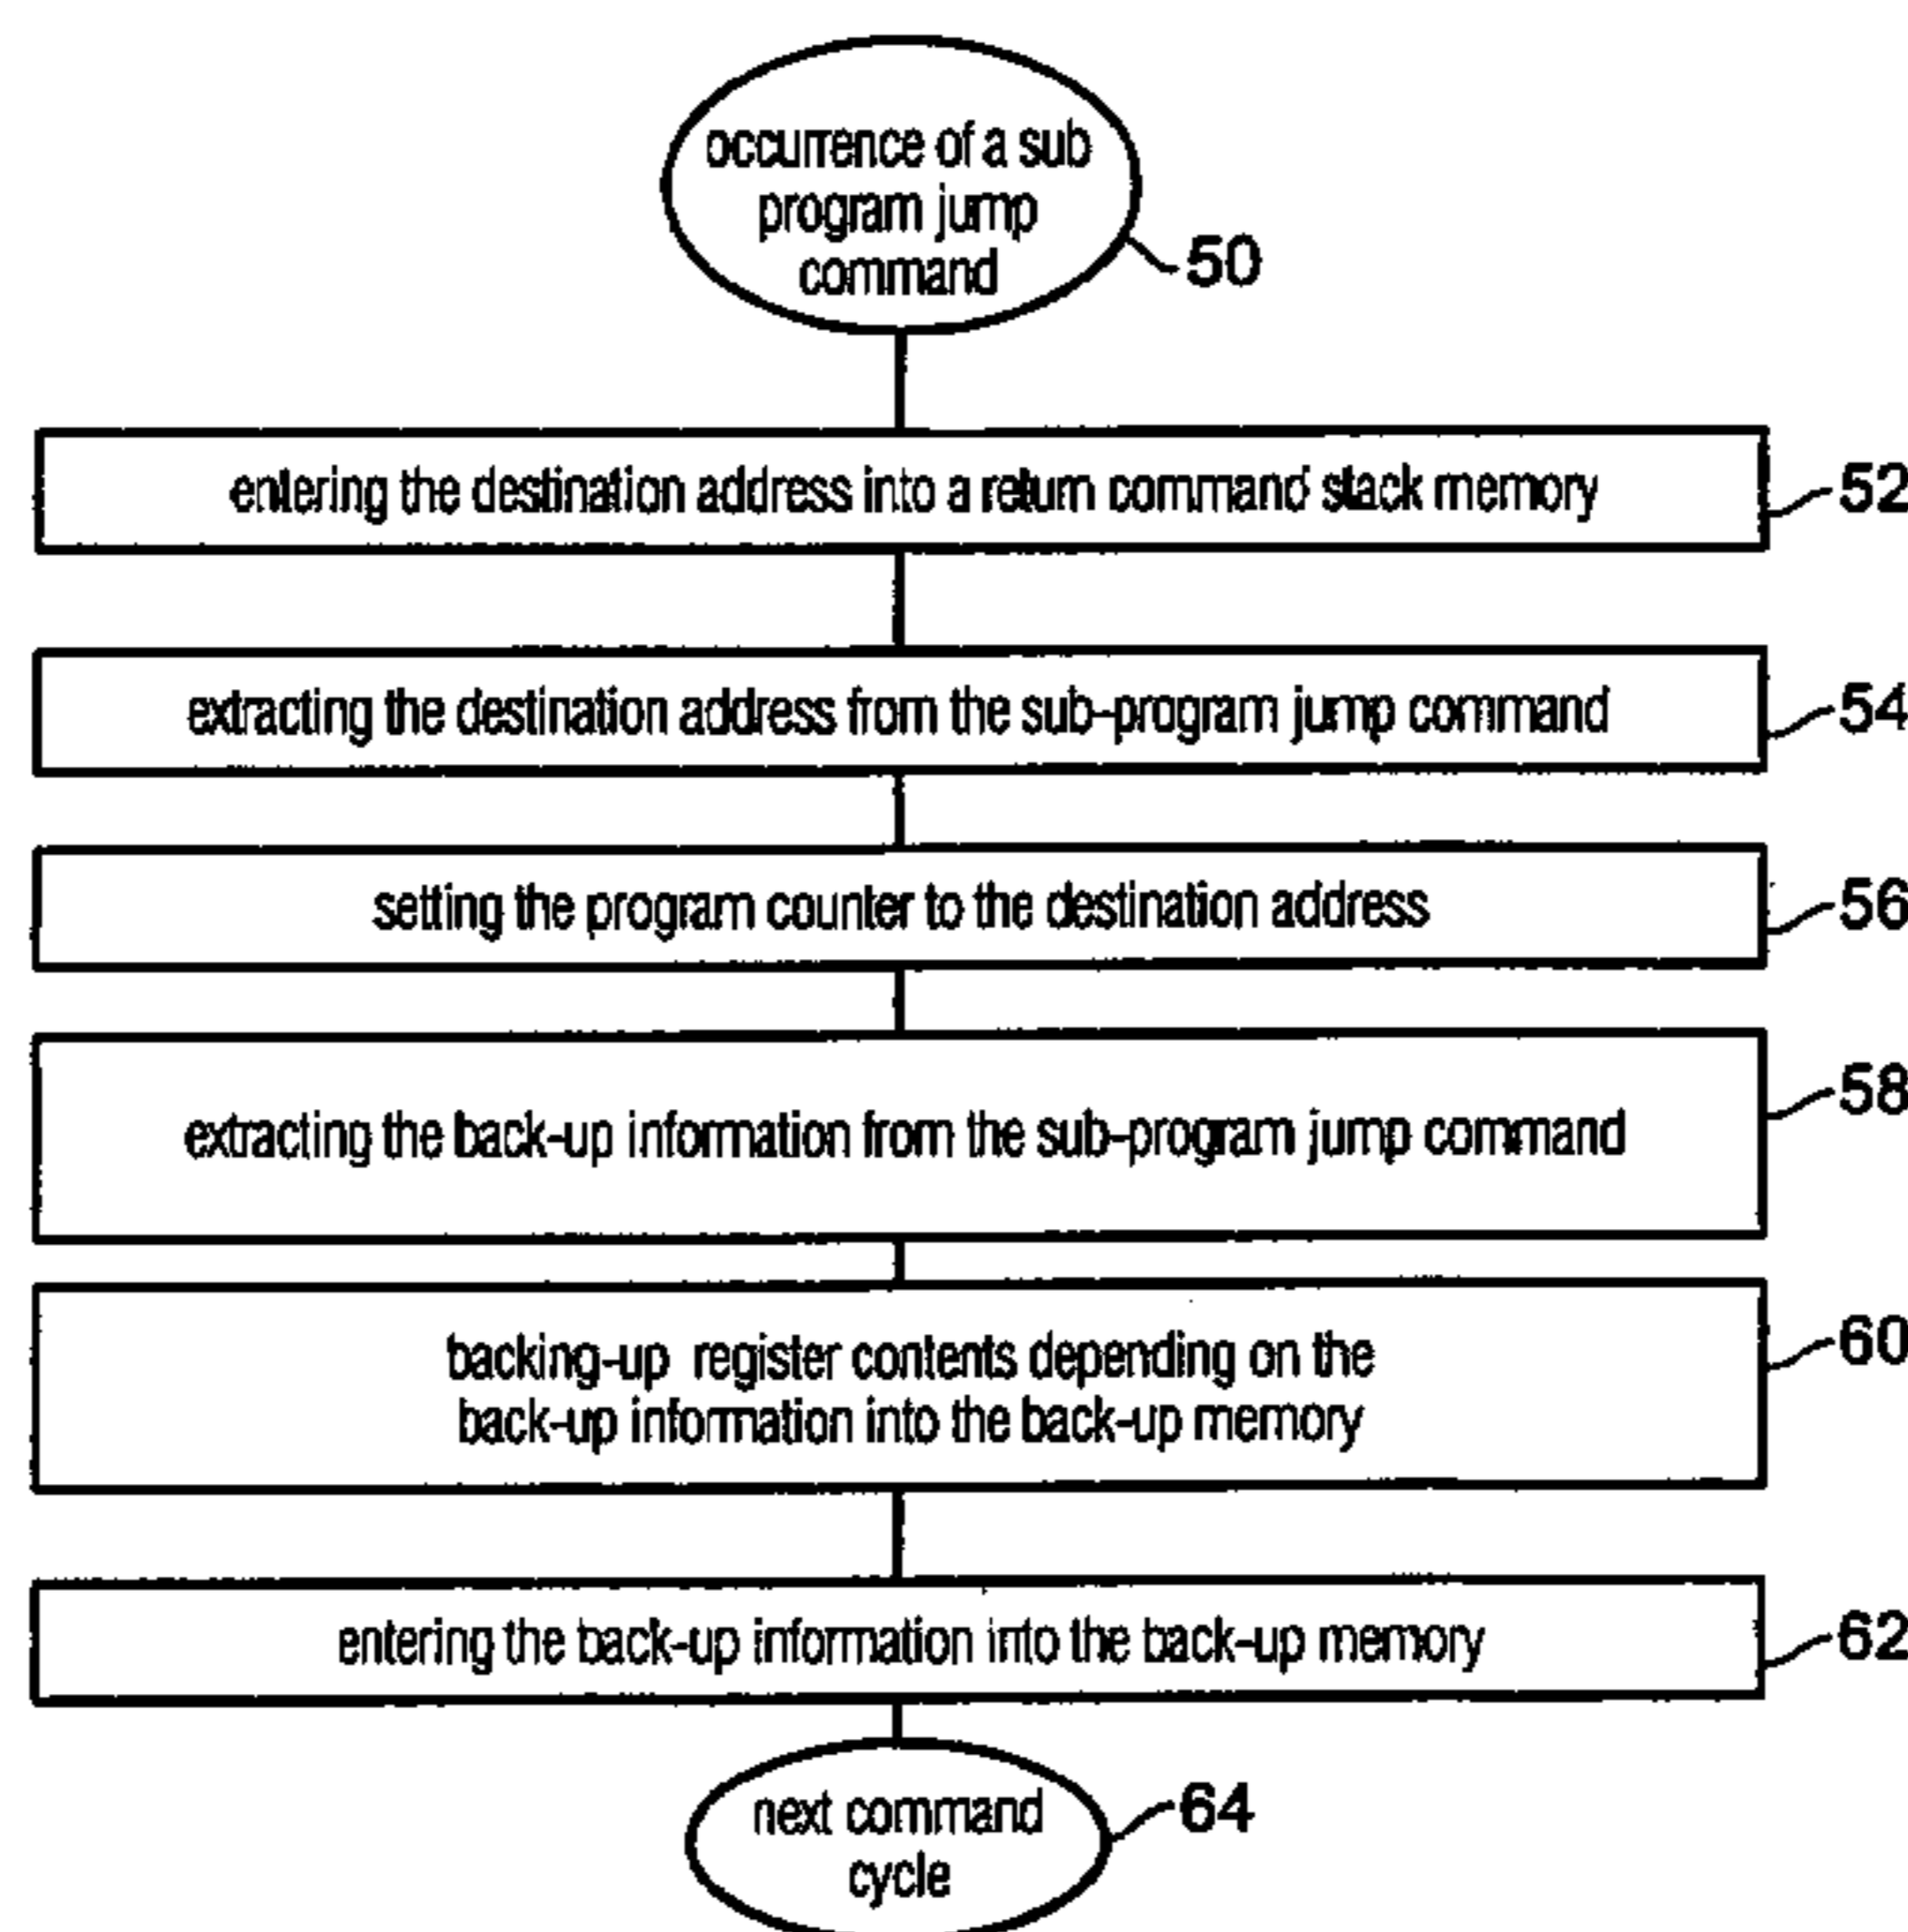 occurrence of a sub
program jump
command
50
entering the destination address into a return command stack memory
52
extracting the destination address from the sub-program jump command
54
setting the program counter to the destination address
56
extracting the back-up information from the sub-program jump command
58
backing-up register contents depending on the
back-up information into the back-up memory
60
entering the back-up information into the back-up memory
62
next command
cycle
64